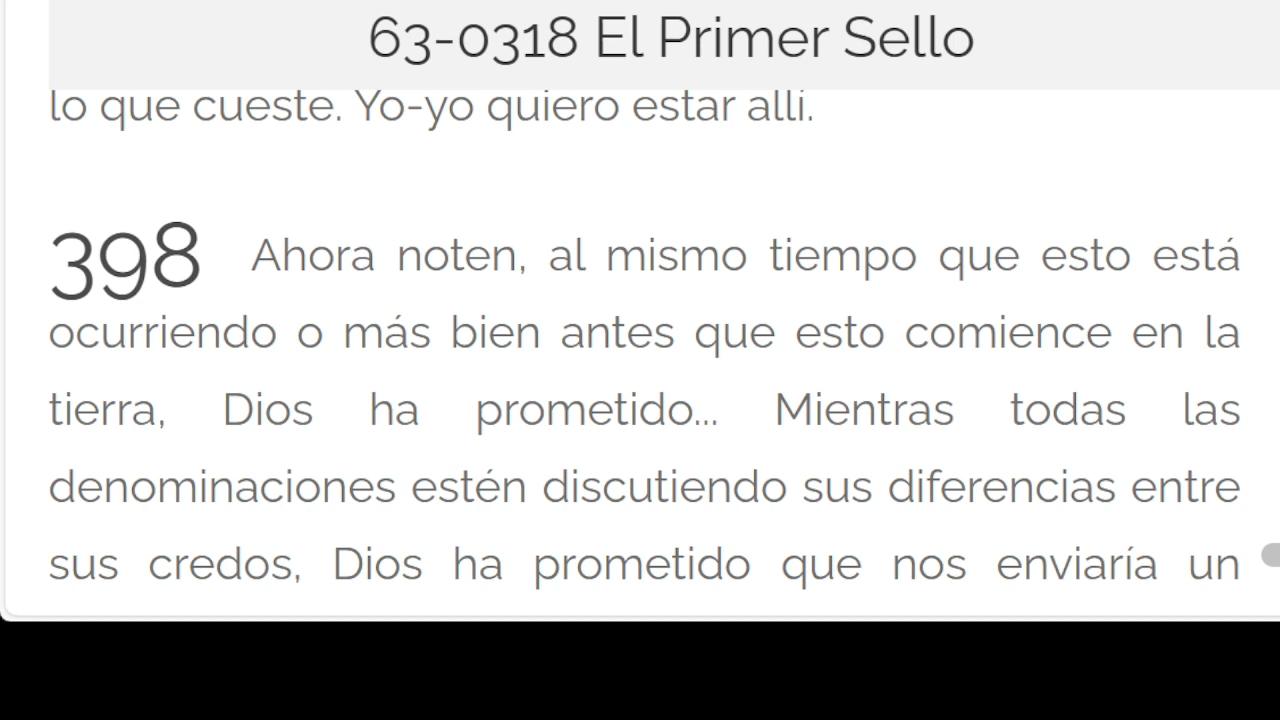 63-0318 El Primer Sello
lo que cueste. Yo-yo quiero estar allí.
398 Ahora noten, al mismo tiempo que esto está
ocurriendo o más bien antes que esto comience en la
tierra, Dios ha prometido... Mientras todas las
denominaciones estén discutiendo sus diferencias entre
sus credos, Dios ha prometido que nos enviaría un